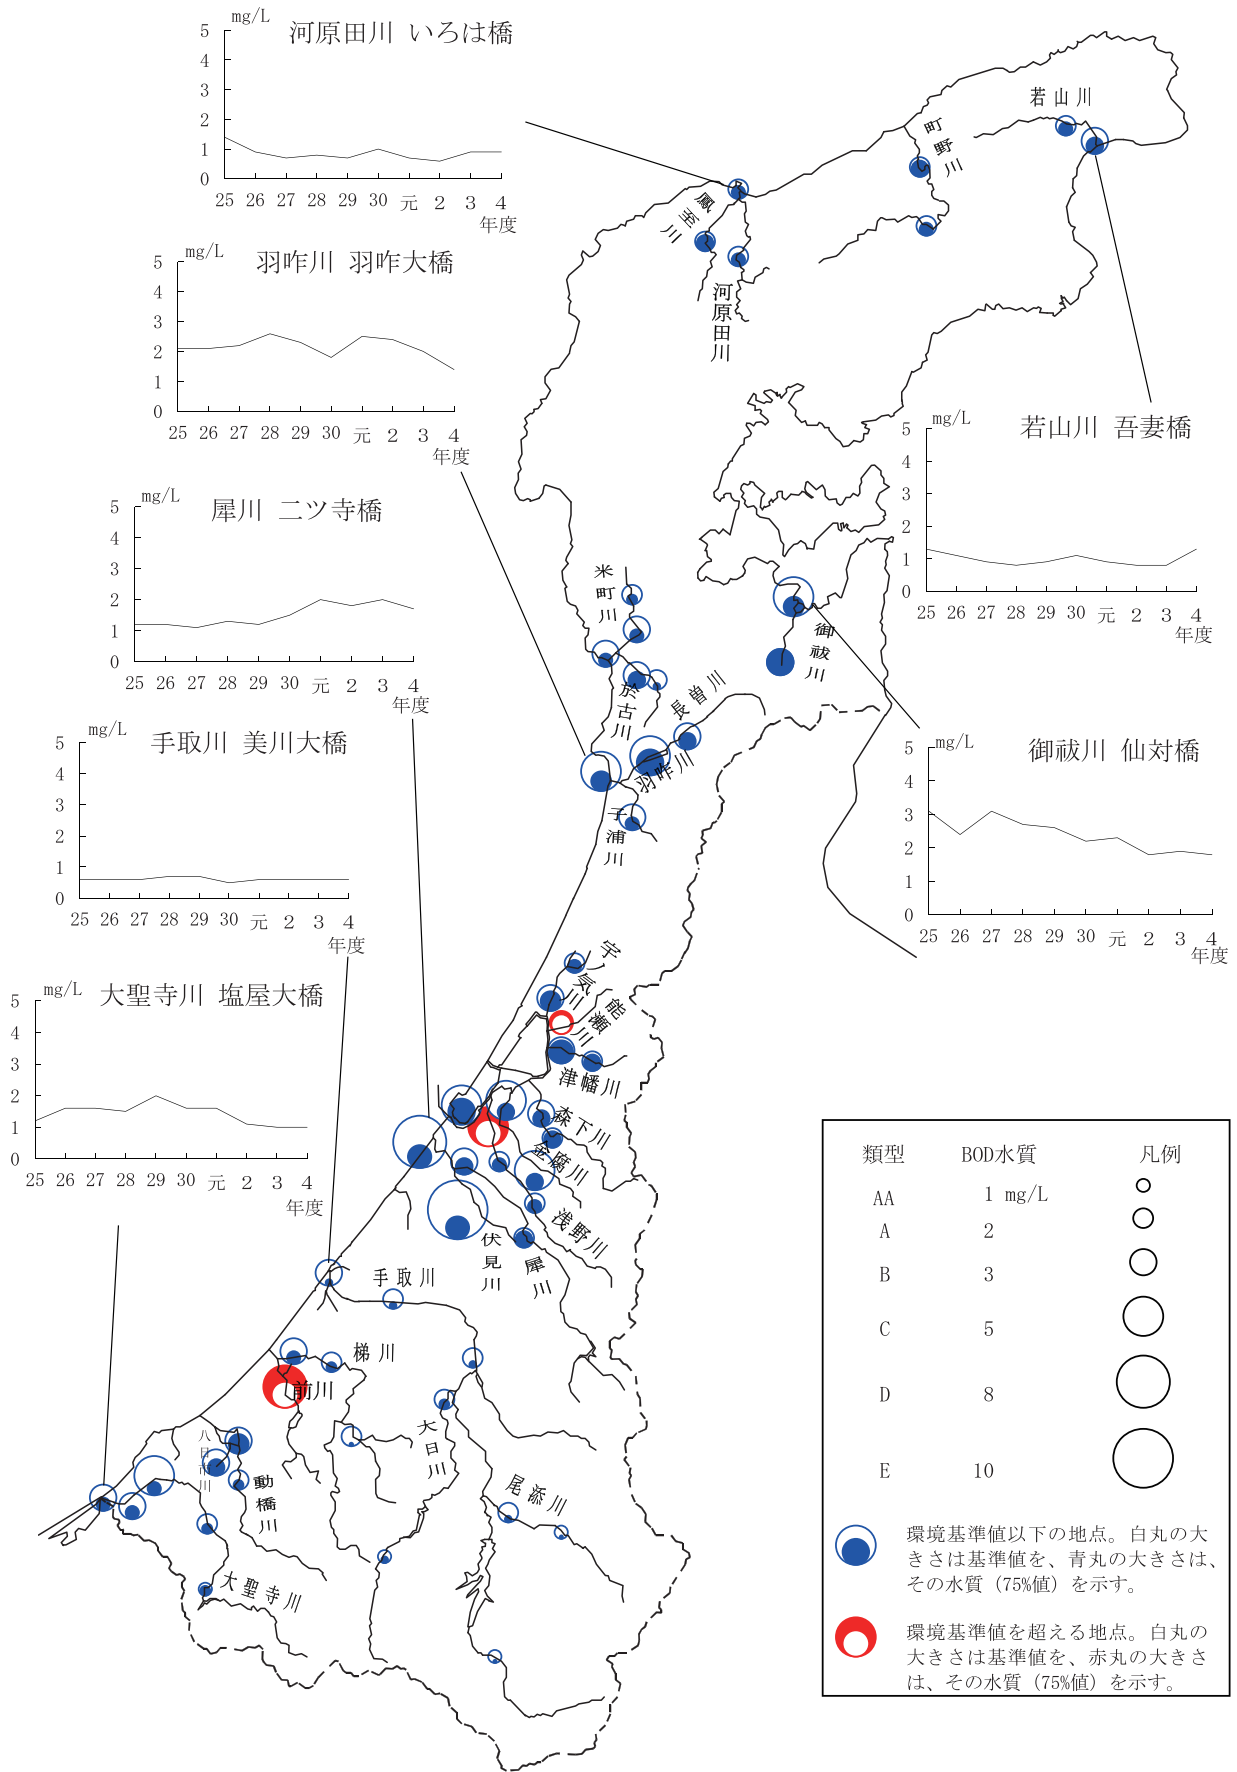 mg/L
河原田川 いろは橋
5
4
3
2
1
0
25 26 27 28 29 30 元 2 3 4
年度
mg/L
羽咋川 羽咋大橋
5
4
3
2
1
0
25 26 27 28 29 30 元 2 3 4
年度
mg/L
犀川 二ツ寺橋
5
4
3
2
1
0
25 26 27 28 29 30 元 2 3 4
年度
mg/L
手取川 美川大橋
5
4
3
2
1
0
25 26 27 28 29 30 元 2 3 4
年度
mg/L
大聖寺川 塩屋大橋
5
4
3
2
1
0
25 26 27 28 29 30 元 2 3 4
年度
mg/L
若山川 吾妻橋
5
4
3
2
1
0
25 26 27 28 29 30 元 2 3 4
年度
mg/L
御祓川 仙対橋
5
4
3
2
1
0
25 26 27 28 29 30 元 2 3 4
年度
若山川
町野川
鳳至川
河原田川
米町川
御祓川
於古川
長曽川
羽咋川
子浦川
宇ノ気川
能瀬川
津幡川
森下川
金腐川
浅野川
犀川
伏見川
手取川
梯川
前川
大日川
八日市川
動橋川
尾添川
大聖寺川
類型 BOD水質 凡例
AA 1 mg/L
A 2
B 3
C 5
D 8
E 10
環境基準値以下の地点。白丸の大
きさは基準値を、青丸の大きさは、
その水質（75%値）を示す。
環境基準値を超える地点。白丸の
大きさは基準値を、赤丸の大きさ
は、その水質（75%値）を示す。